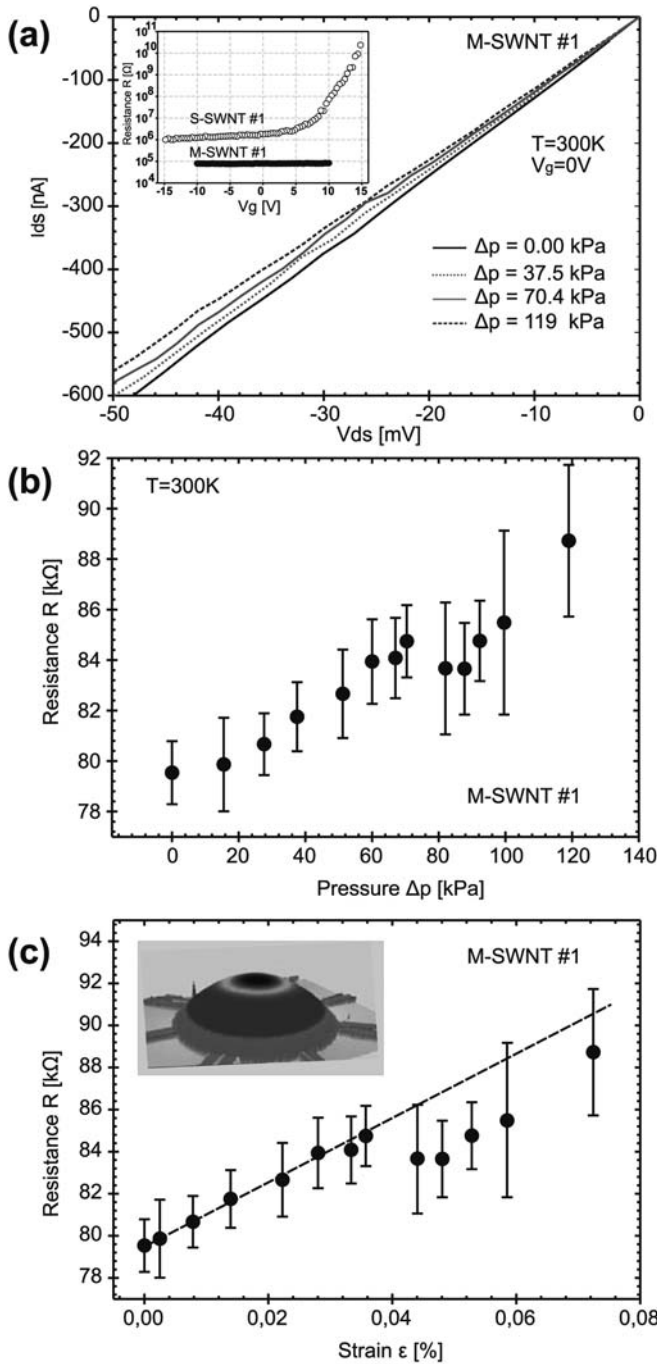 (a)
M-SWNT #1
T=300K
Vg=0V
Δp = 0.00 kPa
Δp = 37.5 kPa
Δp = 70.4 kPa
Δp = 119 kPa
0
-100
-200
-300
-400
-500
-600
Ids [nA]
-50 -40 -30 -20 -10 0
Vds [mV]
Resistance R [Ω]
10¹¹
10¹⁰
10⁹
10⁸
10⁷
10⁶
10⁵
10⁴
S-SWNT #1
M-SWNT #1
-15 -10 -5 0 5 10 15
Vg [V]
(b)
T=300K
92
90
88
86
84
82
80
78
Resistance R [kΩ]
M-SWNT #1
0 20 40 60 80 100 120 140
Pressure Δp [kPa]
(c)
M-SWNT #1
94
92
90
88
86
84
82
80
78
Resistance R [kΩ]
0,00 0,02 0,04 0,06 0,08
Strain ε [%]